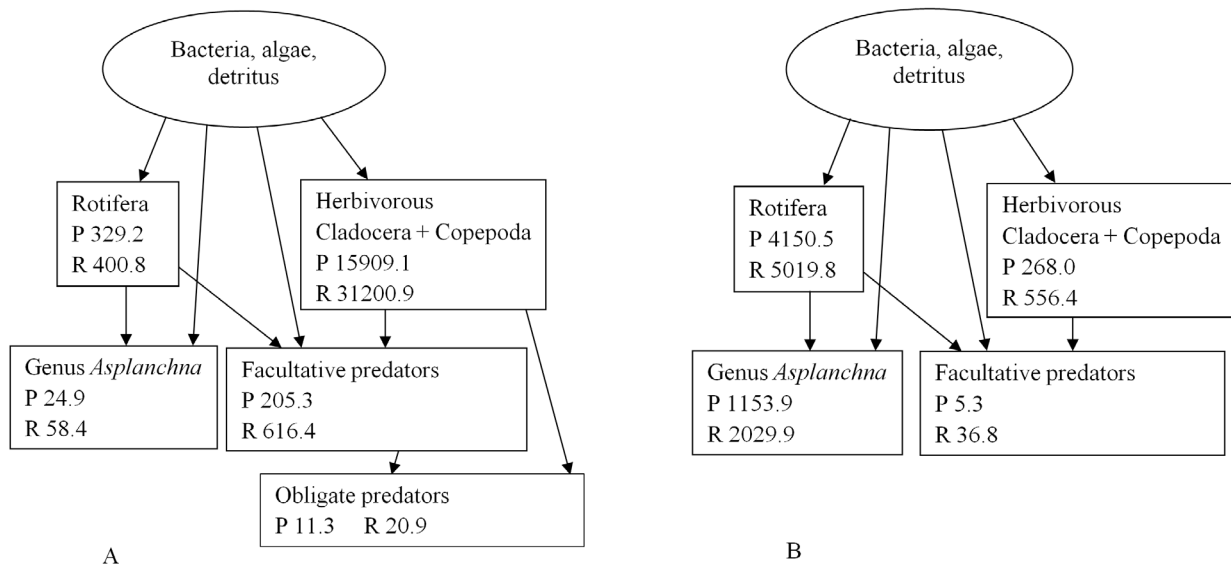 Bacteria, algae,
detritus
Rotifera
P 329.2
R 400.8
Herbivorous
Cladocera + Copepoda
P 15909.1
R 31200.9
Genus Asplanchna
P 24.9
R 58.4
Facultative predators
P 205.3
R 616.4
Obligate predators
P 11.3 R 20.9
A
Bacteria, algae,
detritus
Rotifera
P 4150.5
R 5019.8
Herbivorous
Cladocera + Copepoda
P 268.0
R 556.4
Genus Asplanchna
P 1153.9
R 2029.9
Facultative predators
P 5.3
R 36.8
B